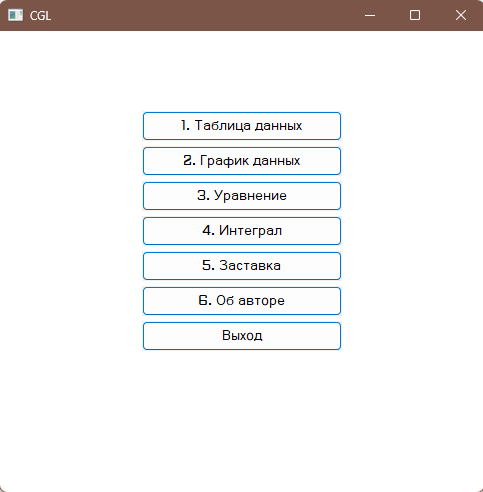 CGL
1. Таблица данных
2. График данных
3. Уравнение
4. Интеграл
5. Заставка
6. Об авторе
Выход